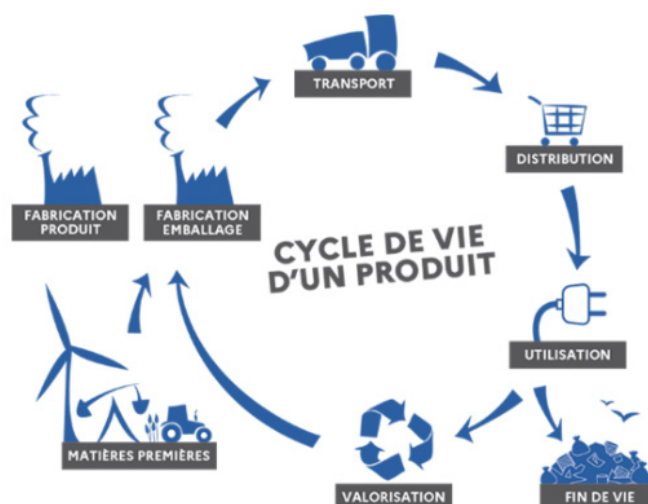 TRANSPORT
DISTRIBUTION
FABRICATION
PRODUIT
FABRICATION
EMBALLAGE
CYCLE DE VIE
D'UN PRODUIT
UTILISATION
MATIÈRES PREMIÈRES
VALORISATION
FIN DE VIE